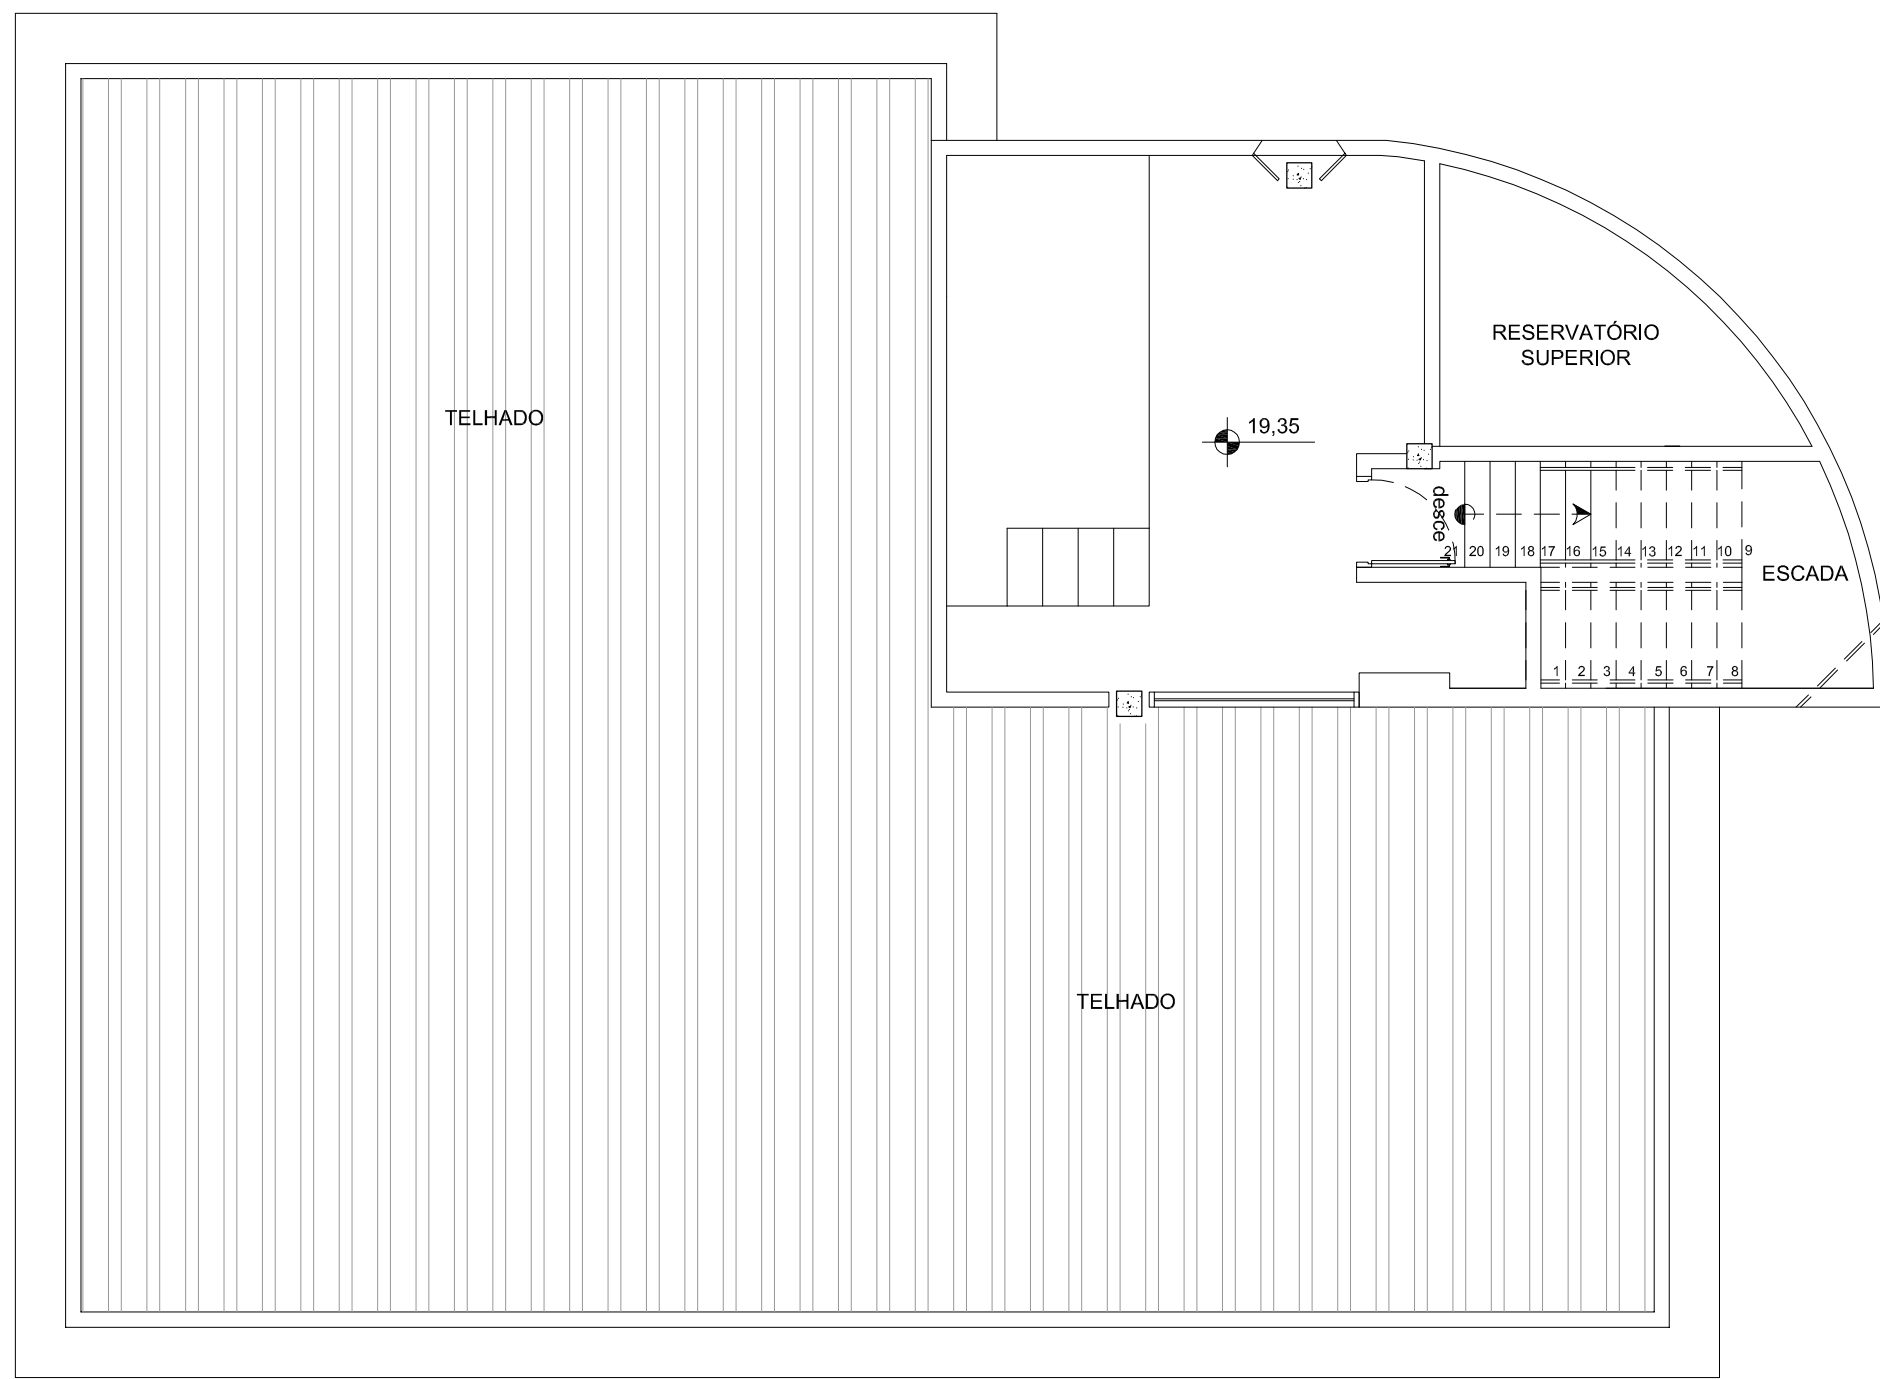 RESERVATÓRIO
SUPERIOR
TELHADO
19,35
desce
21 20 19 18 17 16 15 14 13 12 11 10 9
ESCADA
1 2 3 4 5 6 7 8
TELHADO